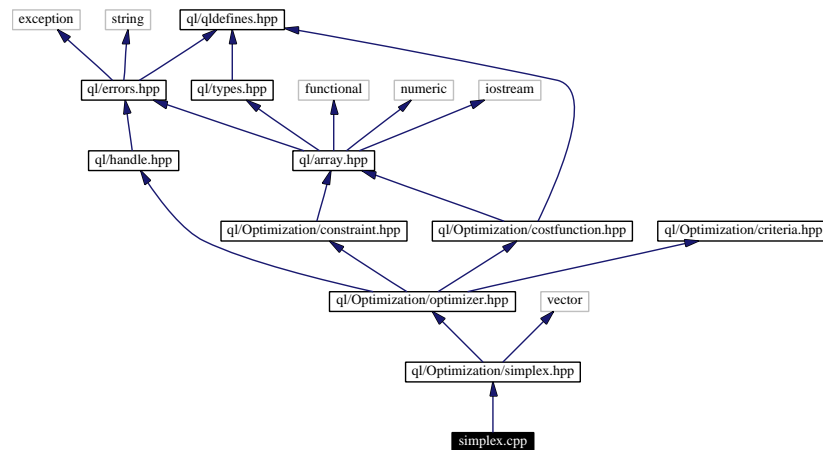 exception
string
ql/qldefines.hpp
ql/errors.hpp
ql/types.hpp
functional
numeric
iostream
ql/handle.hpp
ql/array.hpp
ql/Optimization/constraint.hpp
ql/Optimization/costfunction.hpp
ql/Optimization/criteria.hpp
ql/Optimization/optimizer.hpp
vector
ql/Optimization/simplex.hpp
simplex.cpp